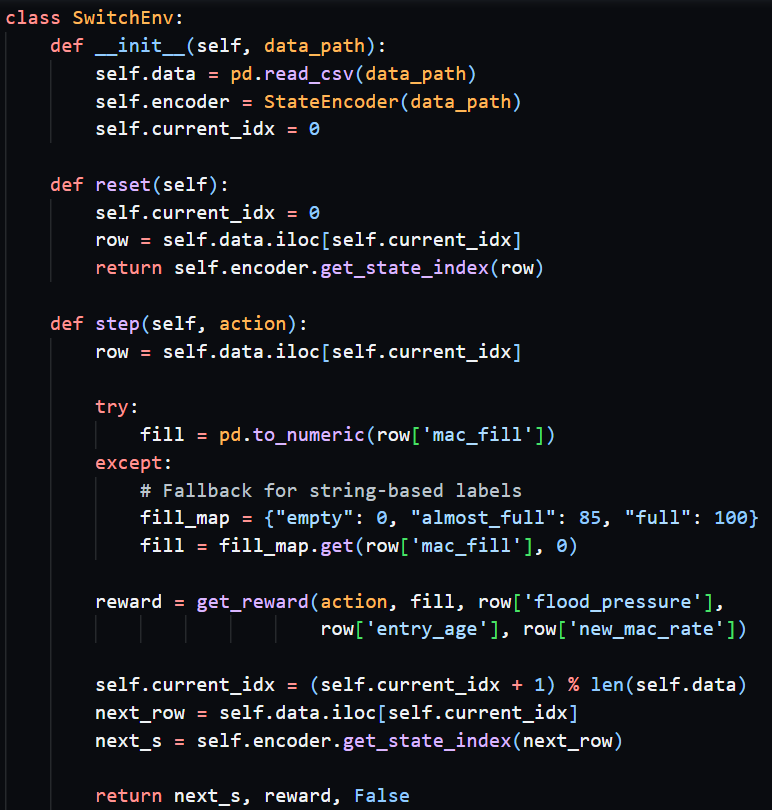 class SwitchEnv:
    def __init__(self, data_path):
        self.data = pd.read_csv(data_path)
        self.encoder = StateEncoder(data_path)
        self.current_idx = 0

    def reset(self):
        self.current_idx = 0
        row = self.data.iloc[self.current_idx]
        return self.encoder.get_state_index(row)

    def step(self, action):
        row = self.data.iloc[self.current_idx]

        try:
            fill = pd.to_numeric(row['mac_fill'])
        except:
            # Fallback for string-based labels
            fill_map = {"empty": 0, "almost_full": 85, "full": 100}
            fill = fill_map.get(row['mac_fill'], 0)

        reward = get_reward(action, fill, row['flood_pressure'],
                            row['entry_age'], row['new_mac_rate'])

        self.current_idx = (self.current_idx + 1) % len(self.data)
        next_row = self.data.iloc[self.current_idx]
        next_s = self.encoder.get_state_index(next_row)

        return next_s, reward, False